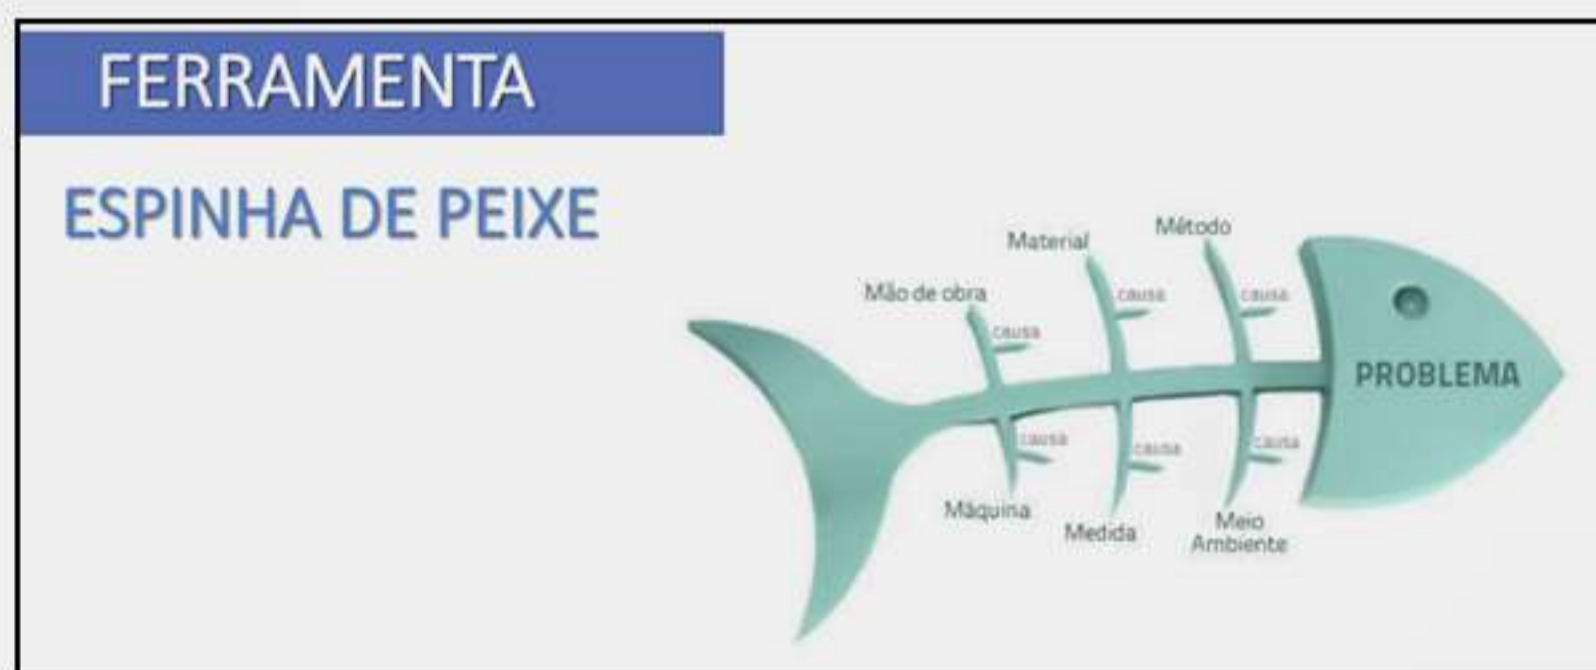 FERRAMENTA
ESPINHA DE PEIXE
Mão de obra
Material
Método
causa
causa
causa
PROBLEMA
causa
causa
causa
Máquina
Medida
Meio
Ambiente